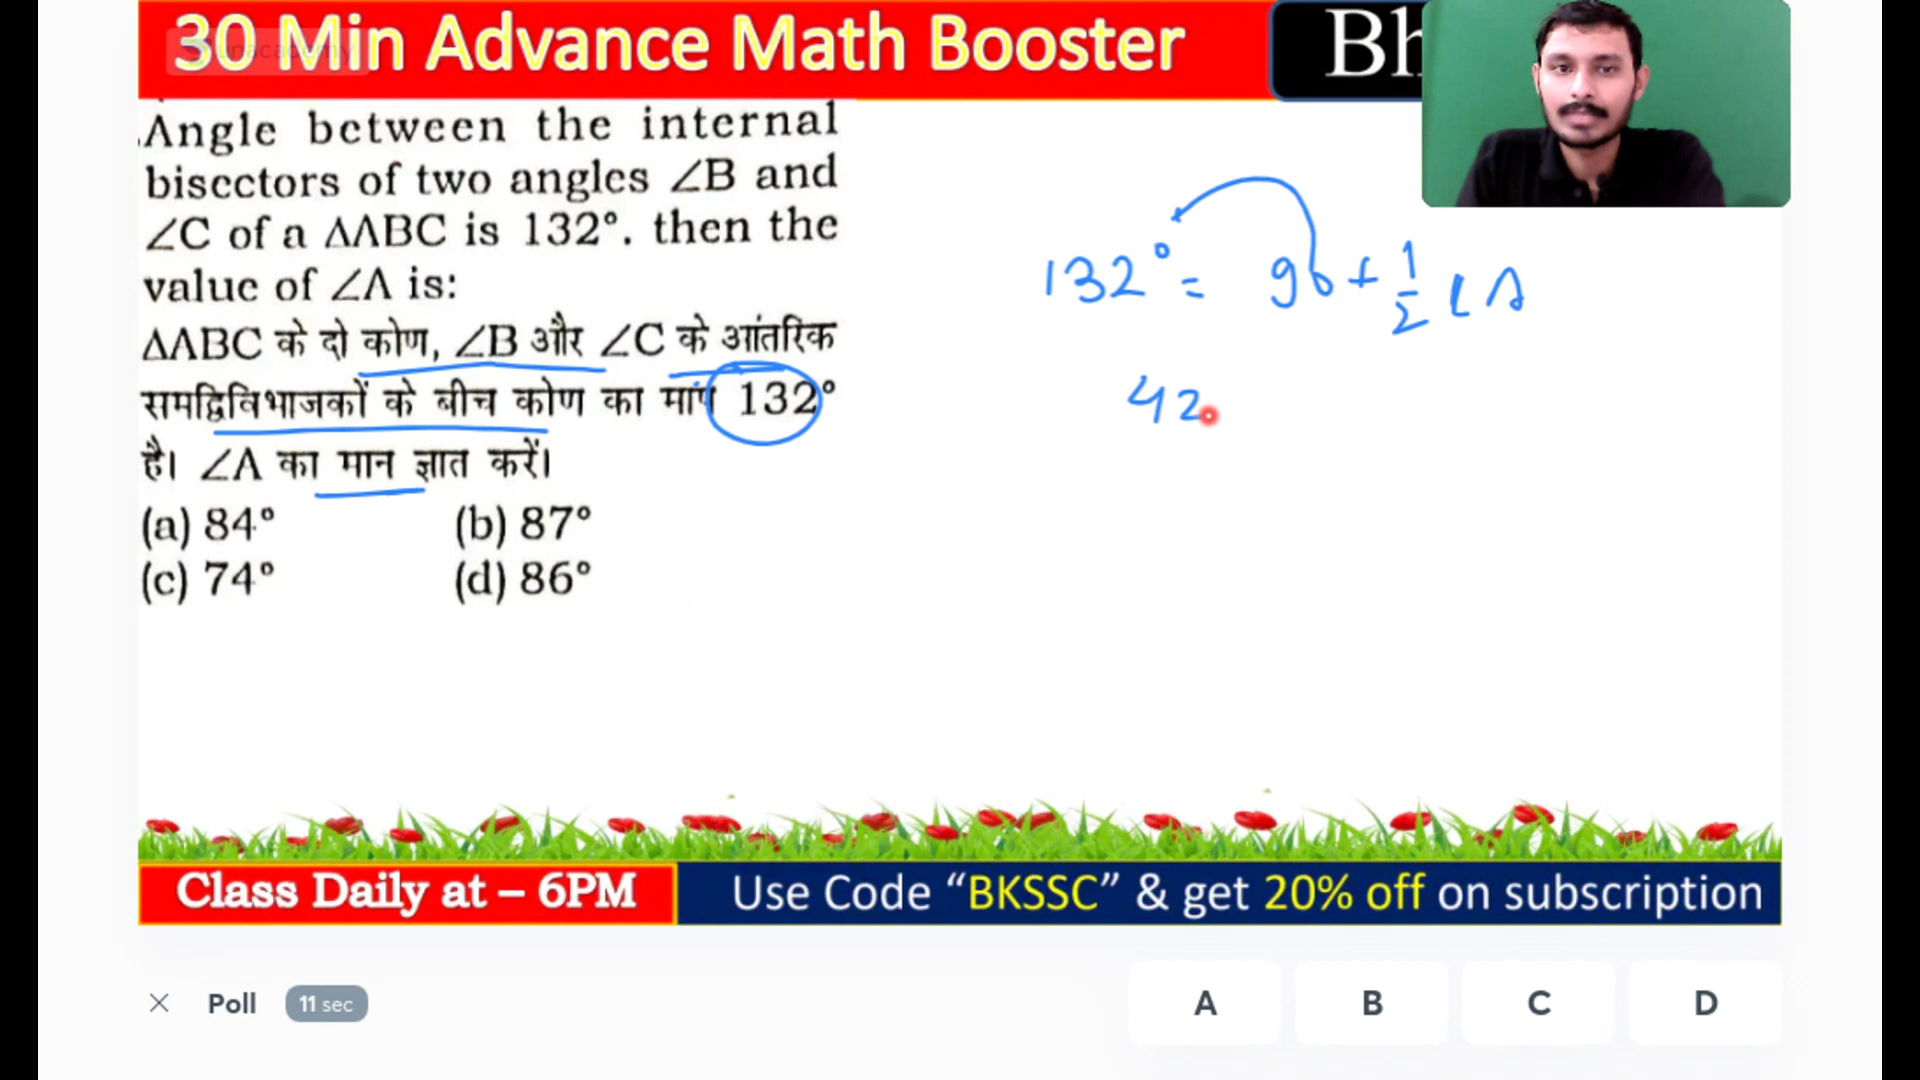 30 Min Advance Math Booster
Bh
unacademy
Angle between the internal
bisectors of two angles ∠B and
∠C of a ΔABC is 132°. then the
value of ∠A is:
ΔABC के दो कोण, ∠B और ∠C के आंतरिक
समद्विविभाजकों के बीच कोण का माप 132°
है। ∠A का मान ज्ञात करें।
(a) 84° (b) 87°
(c) 74° (d) 86°
132° = 90 + 1/2 ∠A
42
Class Daily at – 6PM
Use Code “BKSSC” & get 20% off on subscription
Poll 11 sec
A B C D